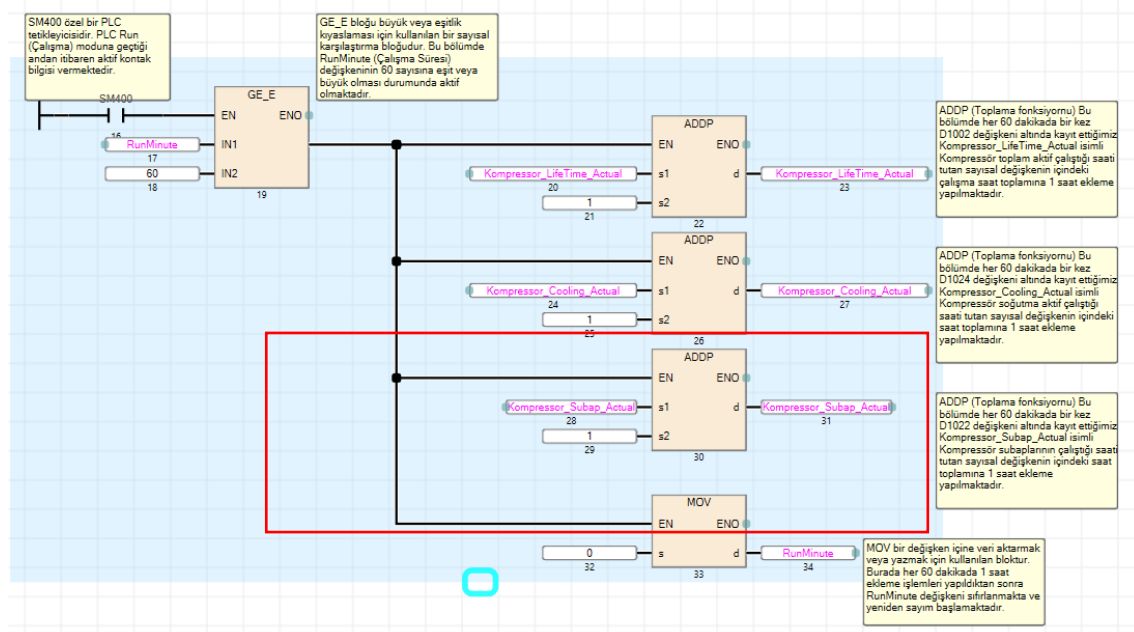 SM400 özel bir PLC
tetikleyicisidir. PLC Run
(Çalışma) moduna geçtiği
andan itibaren aktif kontak
bilgisi vermektedir.
GE_E bloğu büyük veya eşitlik
kıyaslaması için kullanılan bir sayısal
karşılaştırma bloğudur. Bu bölümde
RunMinute (Çalışma Süresi)
değişkeninin 60 sayısına eşit veya
büyük olması durumunda aktif
olmaktadır.
SM400
16
GE_E
EN ENO
RunMinute
IN1
17
60
IN2
18
19
ADDP
EN ENO
Kompressor_LifeTime_Actual
s1 d
Kompressor_LifeTime_Actual
20
23
1
s2
21
22
ADDP (Toplama fonksiyornu) Bu
bölümde her 60 dakikada bir kez
D1002 değişkeni altında kayıt ettiğimiz
Kompressor_LifeTime_Actual isimli
Kompressör toplam aktif çalıştığı saati
tutan sayısal değişkenin içindeki
çalışma saat toplamına 1 saat ekleme
yapılmaktadır.
ADDP
EN ENO
Kompressor_Cooling_Actual
s1 d
Kompressor_Cooling_Actual
24
27
1
s2
25
26
ADDP (Toplama fonksiyornu) Bu
bölümde her 60 dakikada bir kez
D1024 değişkeni altında kayıt ettiğimiz
Kompressor_Cooling_Actual isimli
Kompressör soğutma aktif çalıştığı
saati tutan sayısal değişkenin içindeki
saat toplamına 1 saat ekleme
yapılmaktadır.
ADDP
EN ENO
Kompressor_Subap_Actual
s1 d
Kompressor_Subap_Actual
28
31
1
s2
29
30
ADDP (Toplama fonksiyornu) Bu
bölümde her 60 dakikada bir kez
D1022 değişkeni altında kayıt ettiğimiz
Kompressor_Subap_Actual isimli
Kompressör subaplarının çalıştığı saati
tutan sayısal değişkenin içindeki saat
toplamına 1 saat ekleme
yapılmaktadır.
MOV
EN ENO
0
s d
RunMinute
32
34
33
MOV bir değişken içine veri aktarmak
veya yazmak için kullanılan bloktur.
Burada her 60 dakikada 1 saat
ekleme işlemleri yapıldıktan sonra
RunMinute değişkeni sıfırlanmakta ve
yeniden sayım başlamaktadır.